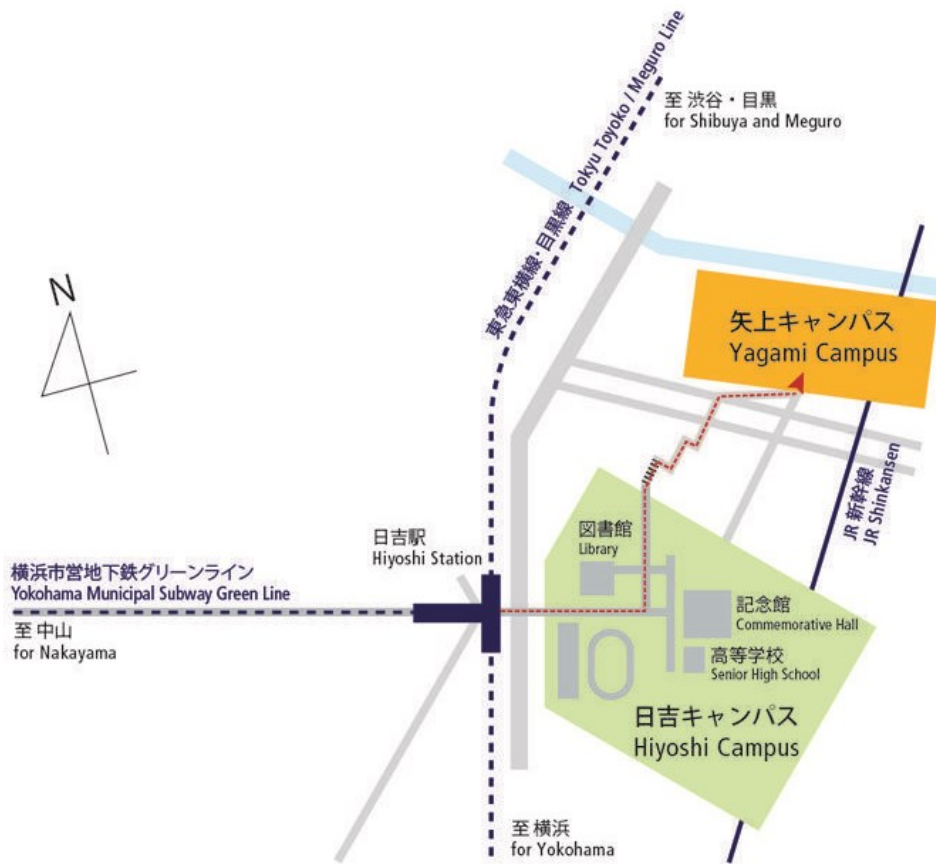 東急東横線・目黒線 Tokyu Toyoko / Meguro Line
至 渋谷・目黒
for Shibuya and Meguro
N
矢上キャンパス
Yagami Campus
JR 新幹線
JR Shinkansen
日吉駅
Hiyoshi Station
図書館
Library
横浜市営地下鉄グリーンライン
Yokohama Municipal Subway Green Line
至 中山
for Nakayama
記念館
Commemorative Hall
高等学校
Senior High School
日吉キャンパス
Hiyoshi Campus
至 横浜
for Yokohama